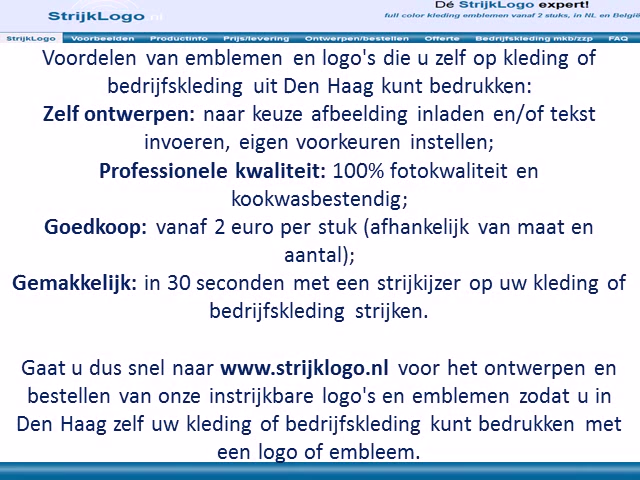 StrijkLogo.nl
Dé StrijkLogo expert!
full color kleding emblemen vanaf 2 stuks, in NL en België
StrijkLogo Voorbeelden Productinfo Prijs/levering Ontwerpen/bestellen Offerte Bedrijfskleding mkb/zzp FAQ
Voordelen van emblemen en logo's die u zelf op kleding of
bedrijfskleding uit Den Haag kunt bedrukken:
Zelf ontwerpen: naar keuze afbeelding inladen en/of tekst
invoeren, eigen voorkeuren instellen;
Professionele kwaliteit: 100% fotokwaliteit en
kookwasbestendig;
Goedkoop: vanaf 2 euro per stuk (afhankelijk van maat en
aantal);
Gemakkelijk: in 30 seconden met een strijkijzer op uw kleding of
bedrijfskleding strijken.
Gaat u dus snel naar www.strijklogo.nl voor het ontwerpen en
bestellen van onze instrijkbare logo's en emblemen zodat u in
Den Haag zelf uw kleding of bedrijfskleding kunt bedrukken met
een logo of embleem.